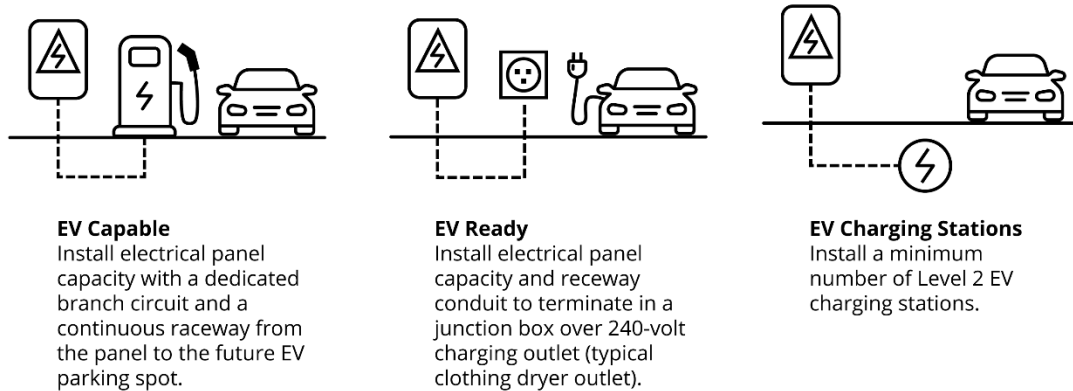 EV Capable
Install electrical panel
capacity with a dedicated
branch circuit and a
continuous raceway from
the panel to the future EV
parking spot.
EV Ready
Install electrical panel
capacity and receway
conduit to terminate in a
junction box over 240-volt
charging outlet (typical
clothing dryer outlet).
EV Charging Stations
Install a minimum
number of Level 2 EV
charging stations.